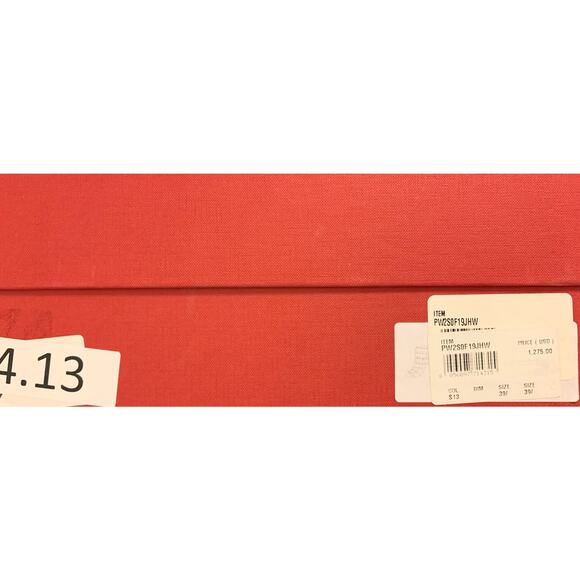 ITEM
PW2S0F19JHW
ITEM
PRICE ( USD )
PW2S0F19JHW
1,275.00
COL DIM SIZE SIZE
S13 39/ 39/
4.13